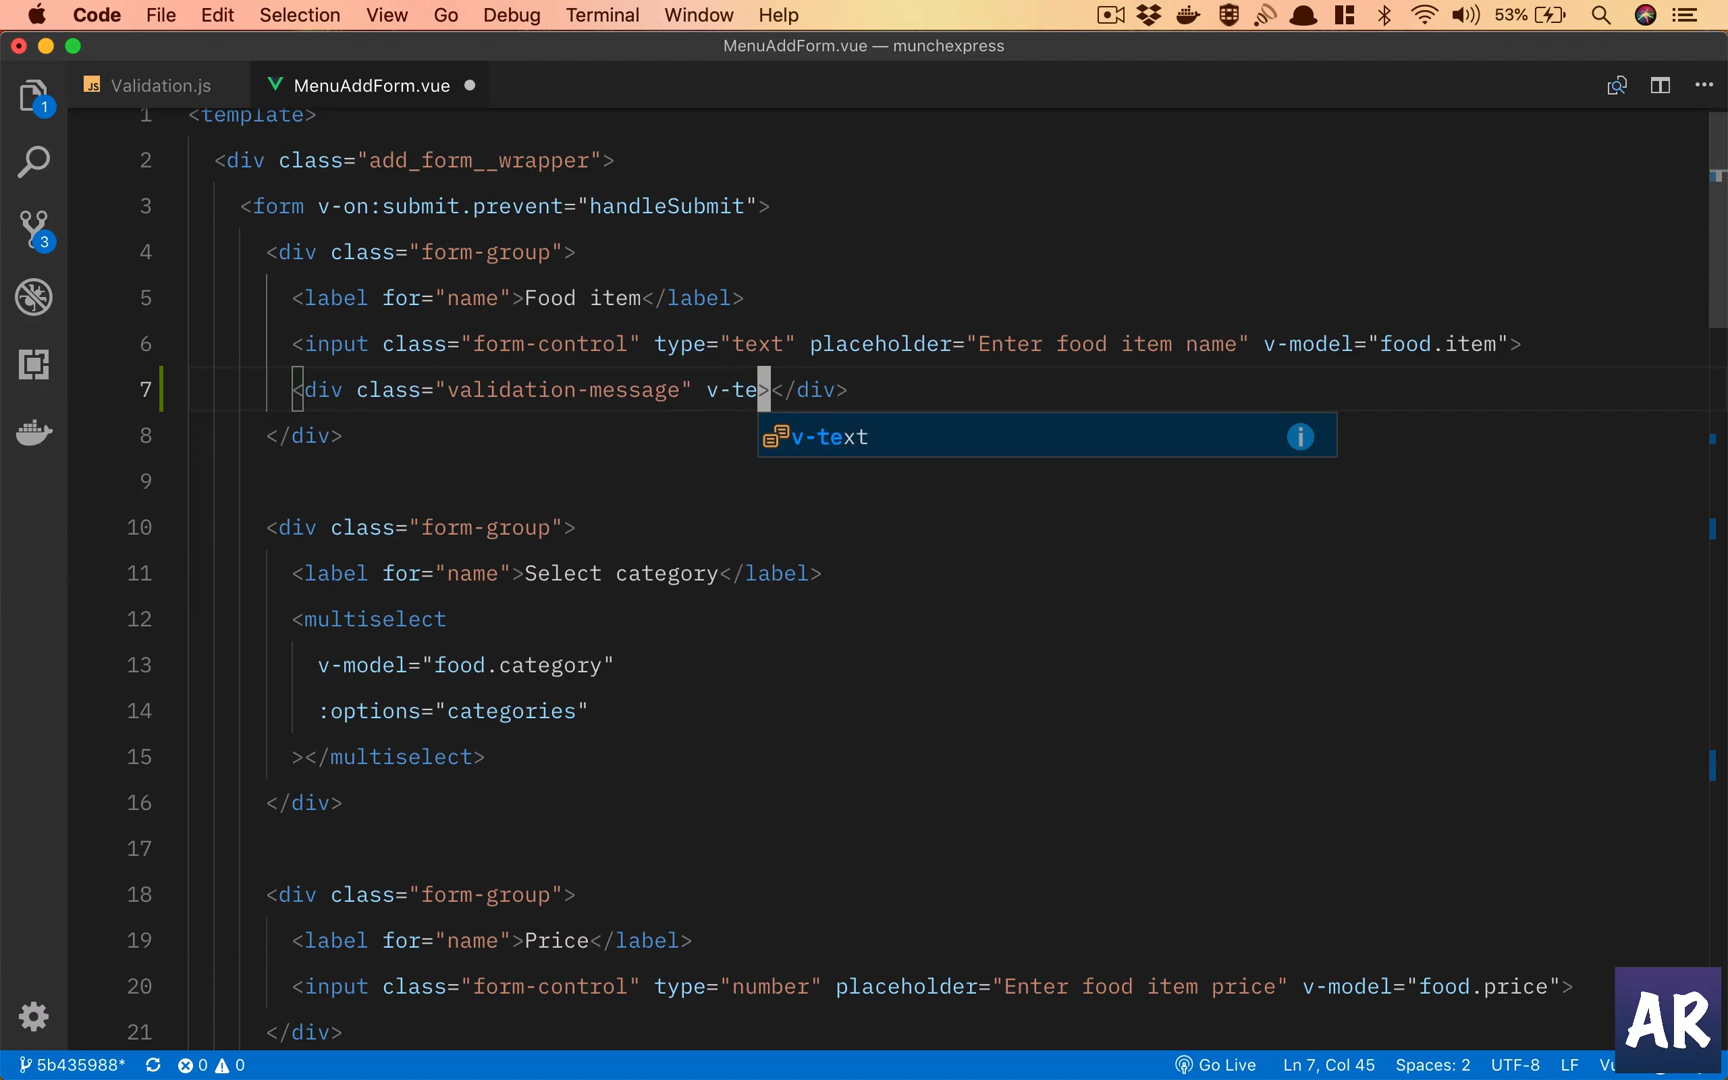 Code File Edit Selection View Go Debug Terminal Window Help 53%
MenuAddForm.vue — munchexpress
JS Validation.js MenuAddForm.vue
1
3
1 <template>
2 <div class="add_form__wrapper">
3 <form v-on:submit.prevent="handleSubmit">
4 <div class="form-group">
5 <label for="name">Food item</label>
6 <input class="form-control" type="text" placeholder="Enter food item name" v-model="food.item">
7 <div class="validation-message" v-te></div>
v-text
8 </div>
9
10 <div class="form-group">
11 <label for="name">Select category</label>
12 <multiselect
13 v-model="food.category"
14 :options="categories"
15 ></multiselect>
16 </div>
17
18 <div class="form-group">
19 <label for="name">Price</label>
20 <input class="form-control" type="number" placeholder="Enter food item price" v-model="food.price">
21 </div>
AR
5b435988* 0 0 Go Live Ln 7, Col 45 Spaces: 2 UTF-8 LF